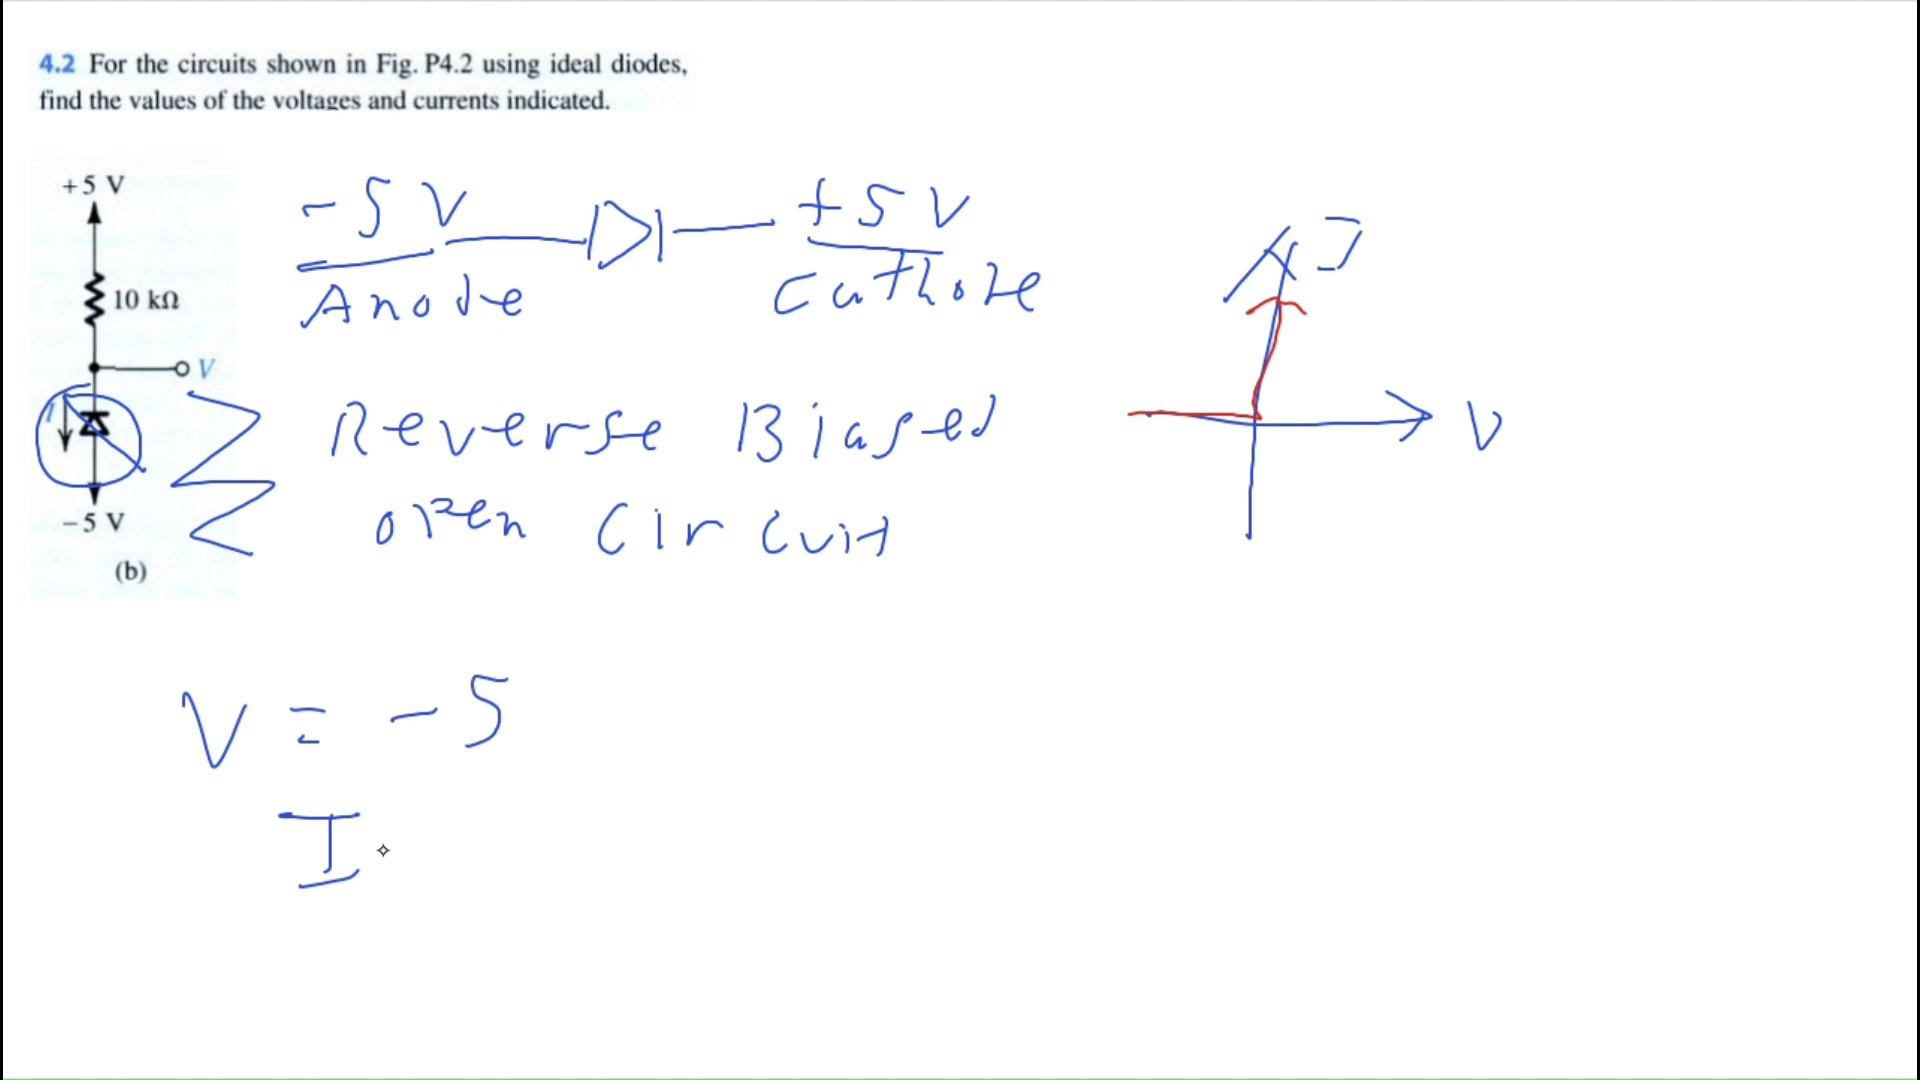 4.2 For the circuits shown in Fig. P4.2 using ideal diodes,
find the values of the voltages and currents indicated.
+5 V
10 kΩ
V
I
−5 V
(b)
-5 V +5 V
Anode Cathode
Reverse Biased
open circuit
I
V
V = -5
I